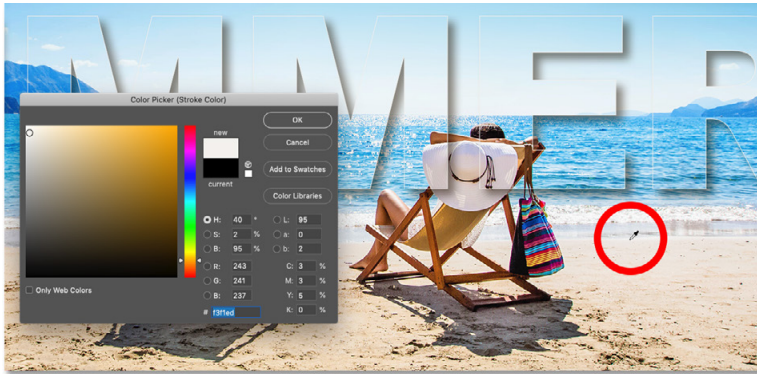 MMER
Color Picker (Stroke Color)
new
current
OK
Cancel
Add to Swatches
Color Libraries
H: 40 °
S: 2 %
B: 95 %
R: 243
G: 241
B: 237
# f3f1ed
L: 95
a: 0
b: 2
C: 3 %
M: 3 %
Y: 5 %
K: 0 %
Only Web Colors